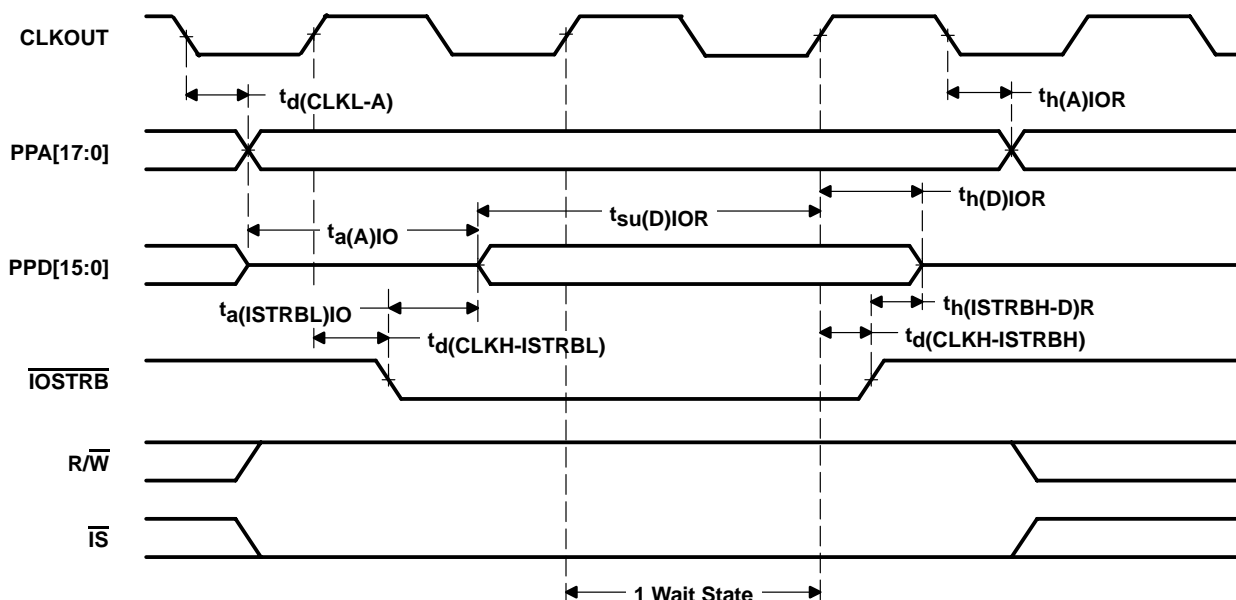 CLKOUT
td(CLKL-A)
th(A)IOR
PPA[17:0]
th(D)IOR
tsu(D)IOR
ta(A)IO
PPD[15:0]
ta(ISTRBL)IO
th(ISTRBH-D)R
td(CLKH-ISTRBL)
td(CLKH-ISTRBH)
IOSTRB
R/W
IS
1 Wait State